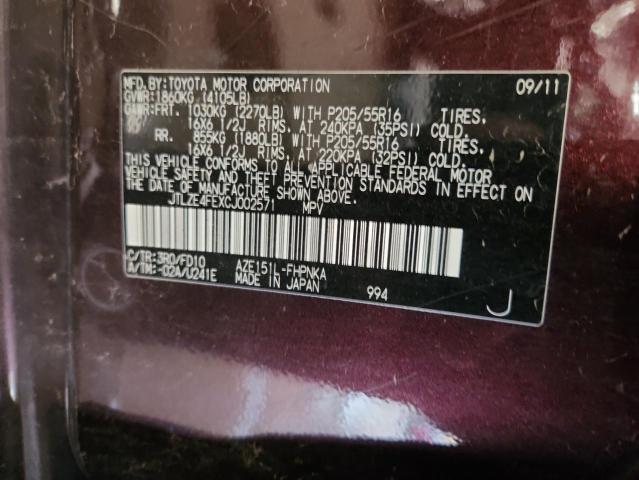 MFD.BY:TOYOTA MOTOR CORPORATION 09/11
GVWR:1860KG (4105LB)
GAWR:FRT. 1030KG (2270LB) WITH P205/55R16 TIRES.
16X6 1/2J RIMS, AT 240KPA (35PSI) COLD.
RR. 855KG (1880LB) WITH P205/55R16 TIRES.
16X6 1/2J RIMS, AT 220KPA (32PSI) COLD.
THIS VEHICLE CONFORMS TO ALL APPLICABLE FEDERAL MOTOR
VEHICLE SAFETY AND THEFT PREVENTION STANDARDS IN EFFECT ON
THE DATE OF MANUFACTURE SHOWN ABOVE.
JTLZE4FEXCJ002571 MPV
C/TR:3R0/FD10 AZE151L-FHPNKA
A/TM:-02A/U241E MADE IN JAPAN 994 J